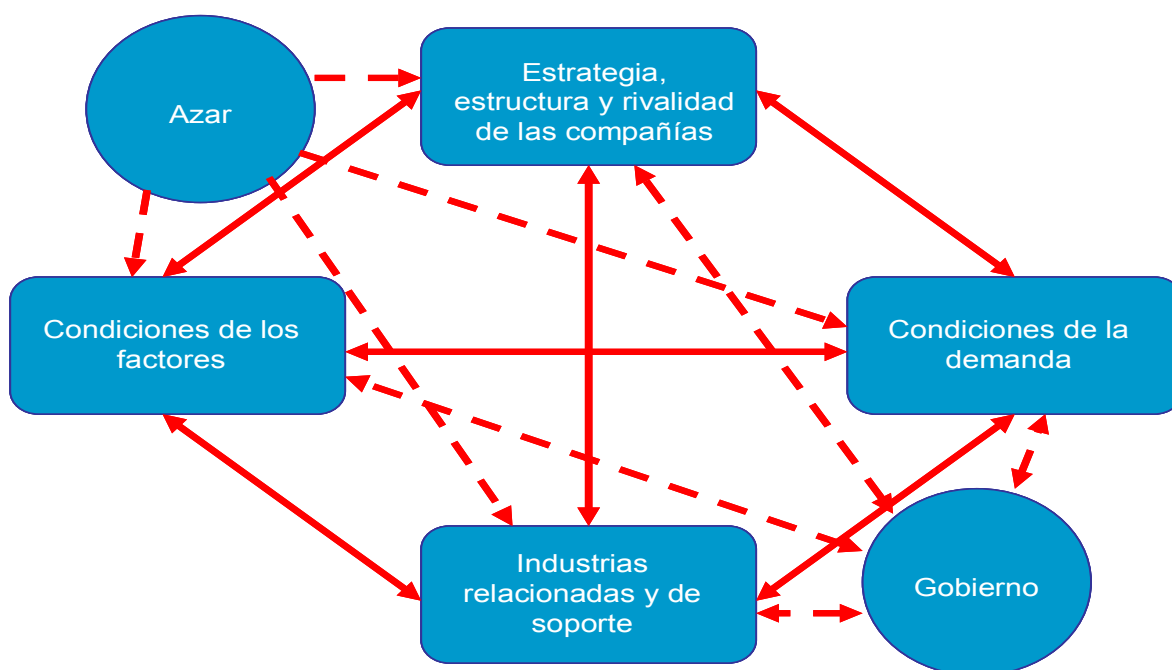 Azar
Estrategia,
estructura y rivalidad
de las compañías
Condiciones de los
factores
Condiciones de la
demanda
Industrias
relacionadas y de
soporte
Gobierno